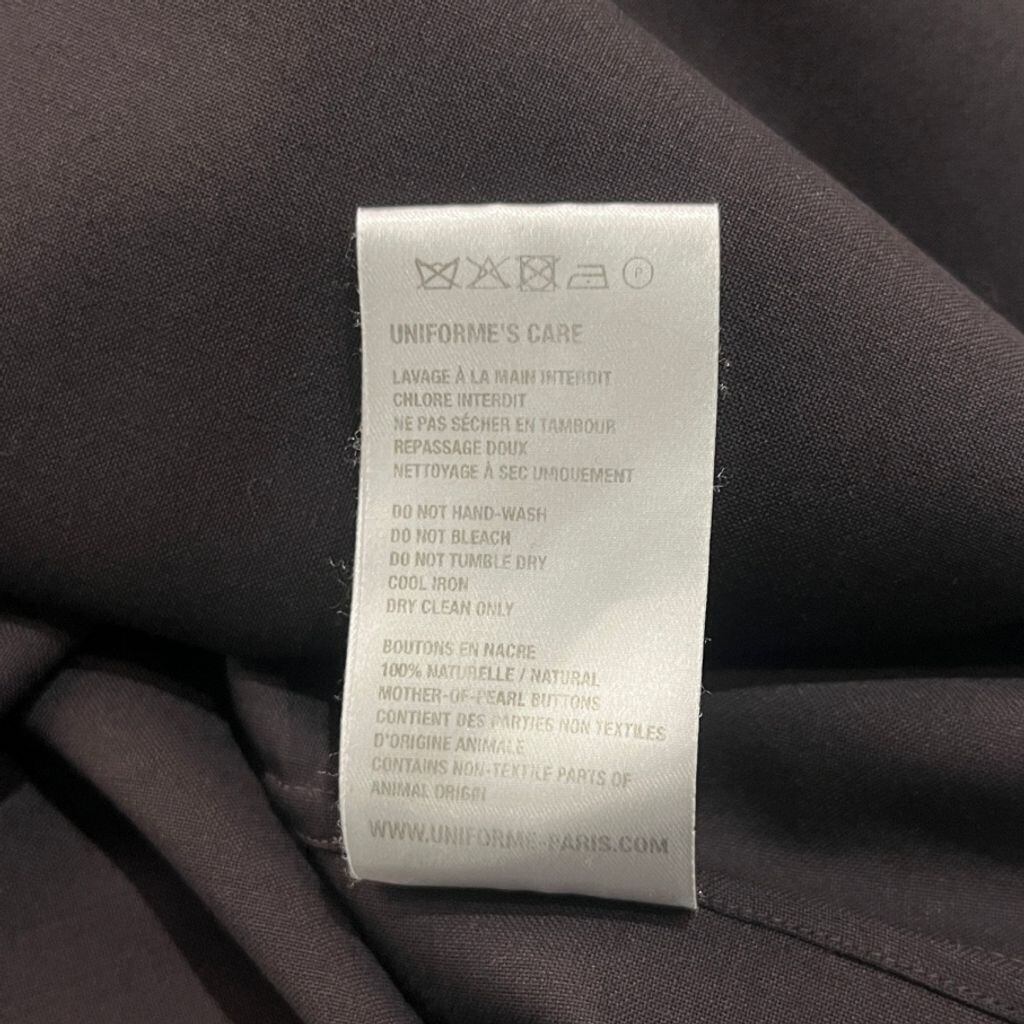 P
UNIFORME'S CARE
LAVAGE À LA MAIN INTERDIT
CHLORE INTERDIT
NE PAS SÉCHER EN TAMBOUR
REPASSAGE DOUX
NETTOYAGE À SEC UNIQUEMENT
DO NOT HAND-WASH
DO NOT BLEACH
DO NOT TUMBLE DRY
COOL IRON
DRY CLEAN ONLY
BOUTONS EN NACRE
100% NATURELLE / NATURAL
MOTHER-OF-PEARL BUTTONS
CONTIENT DES PARTIES NON TEXTILES
D'ORIGINE ANIMALE
CONTAINS NON-TEXTILE PARTS OF
ANIMAL ORIGIN
WWW.UNIFORME-PARIS.COM